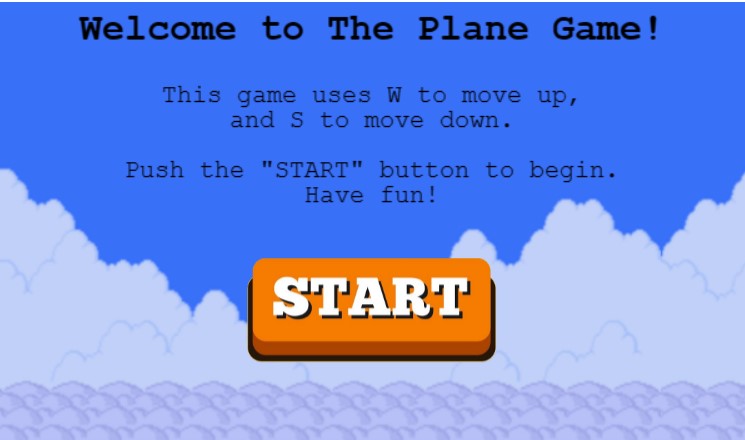 Welcome to The Plane Game!
This game uses W to move up,
and S to move down.
Push the "START" button to begin.
Have fun!
START